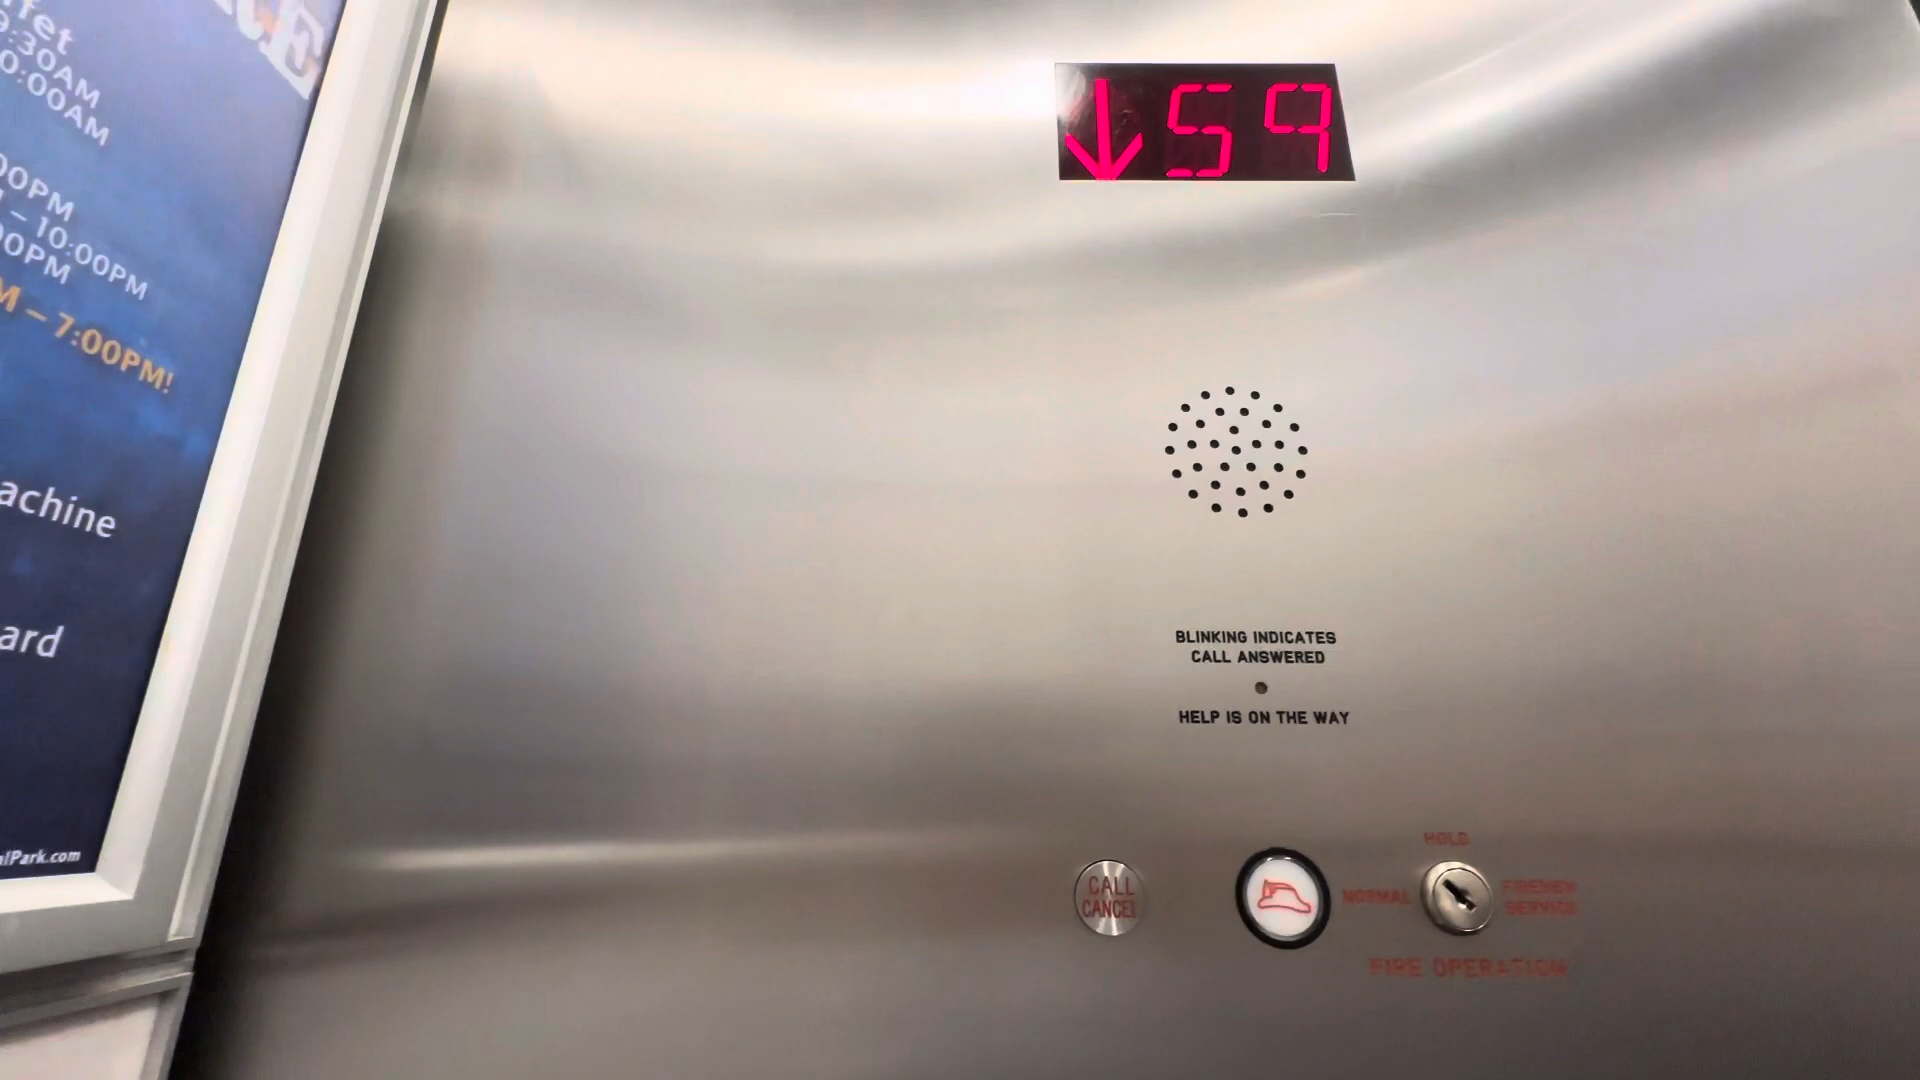 9:30AM
0:00AM
00PM
– 10:00PM
00PM
M – 7:00PM!
achine
ard
lPark.com
59
BLINKING INDICATES
CALL ANSWERED
HELP IS ON THE WAY
CALL
CANCEL
HOLD
NORMAL
FIREMEN
SERVICE
FIRE OPERATION